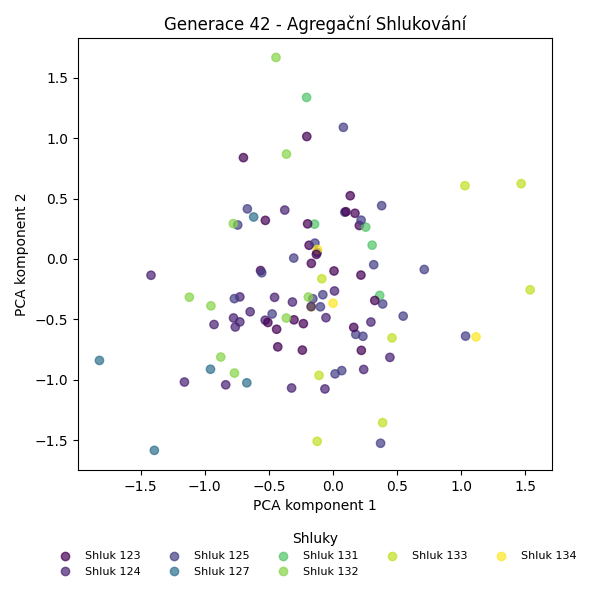 Generace 42 - Agregační Shlukování
PCA komponent 2
1.5
1.0
0.5
0.0
−0.5
−1.0
−1.5
−1.5 −1.0 −0.5 0.0 0.5 1.0 1.5
PCA komponent 1
Shluky
Shluk 123 Shluk 125 Shluk 131 Shluk 133 Shluk 134
Shluk 124 Shluk 127 Shluk 132